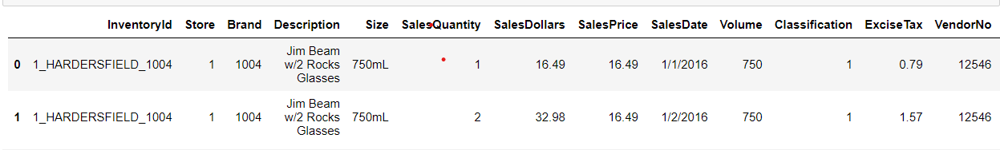 InventoryId Store Brand Description Size SalesQuantity SalesDollars SalesPrice SalesDate Volume Classification ExciseTax VendorNo
0 1_HARDERSFIELD_1004 1 1004 Jim Beam w/2 Rocks Glasses 750mL 1 16.49 16.49 1/1/2016 750 1 0.79 12546
1 1_HARDERSFIELD_1004 1 1004 Jim Beam w/2 Rocks Glasses 750mL 2 32.98 16.49 1/2/2016 750 1 1.57 12546